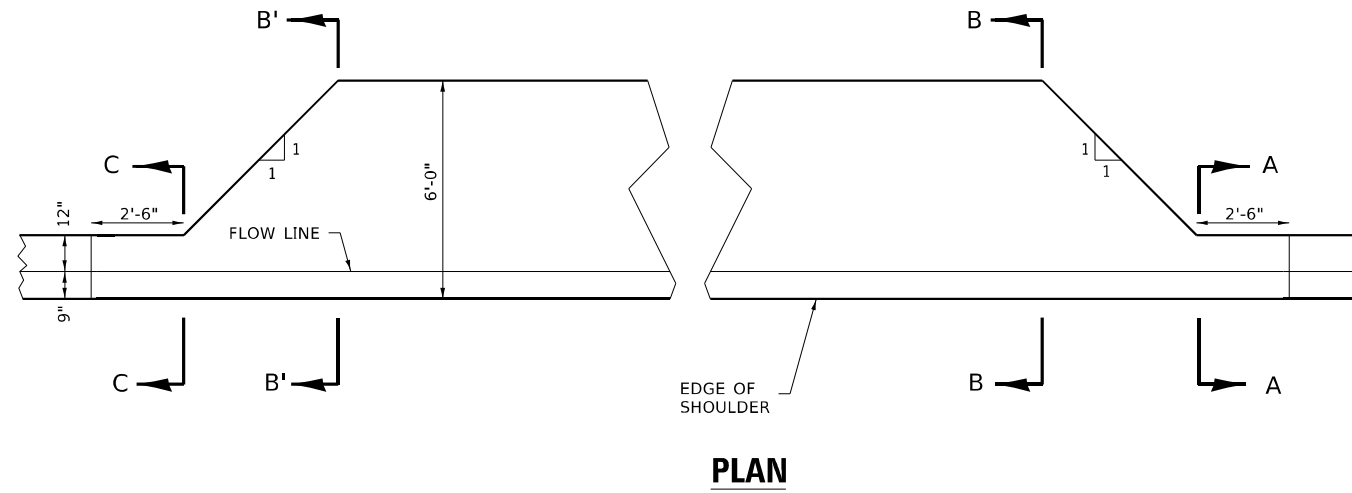 B'
B
1
1
C
6'-0"
1
1
A
12"
2'-6"
FLOW LINE
2'-6"
9"
C
B'
B
A
EDGE OF
SHOULDER
PLAN